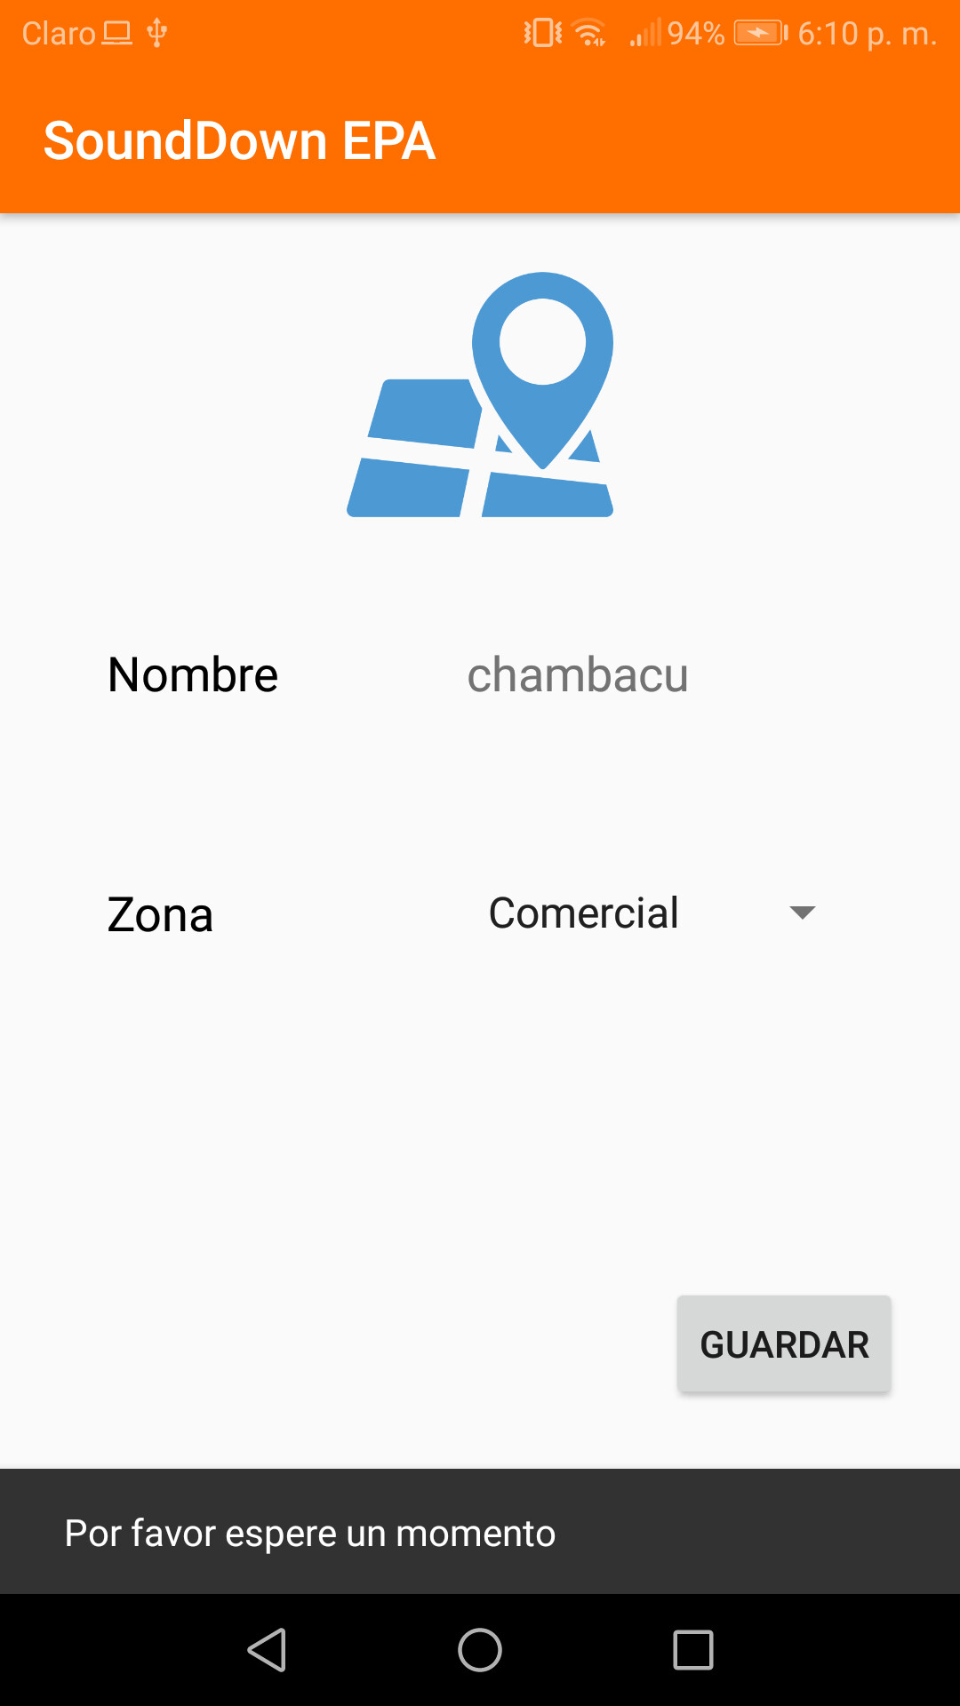 Claro 94% 6:10 p. m.
SoundDown EPA
Nombre chambacu
Zona Comercial
GUARDAR
Por favor espere un momento